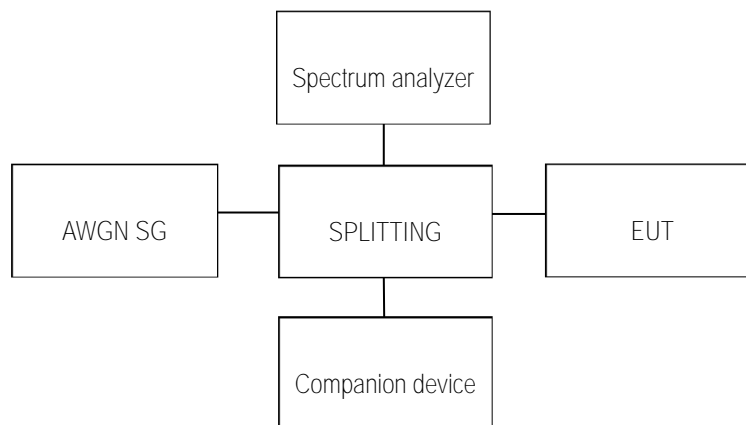 Spectrum analyzer
AWGN SG
SPLITTING
EUT
Companion device